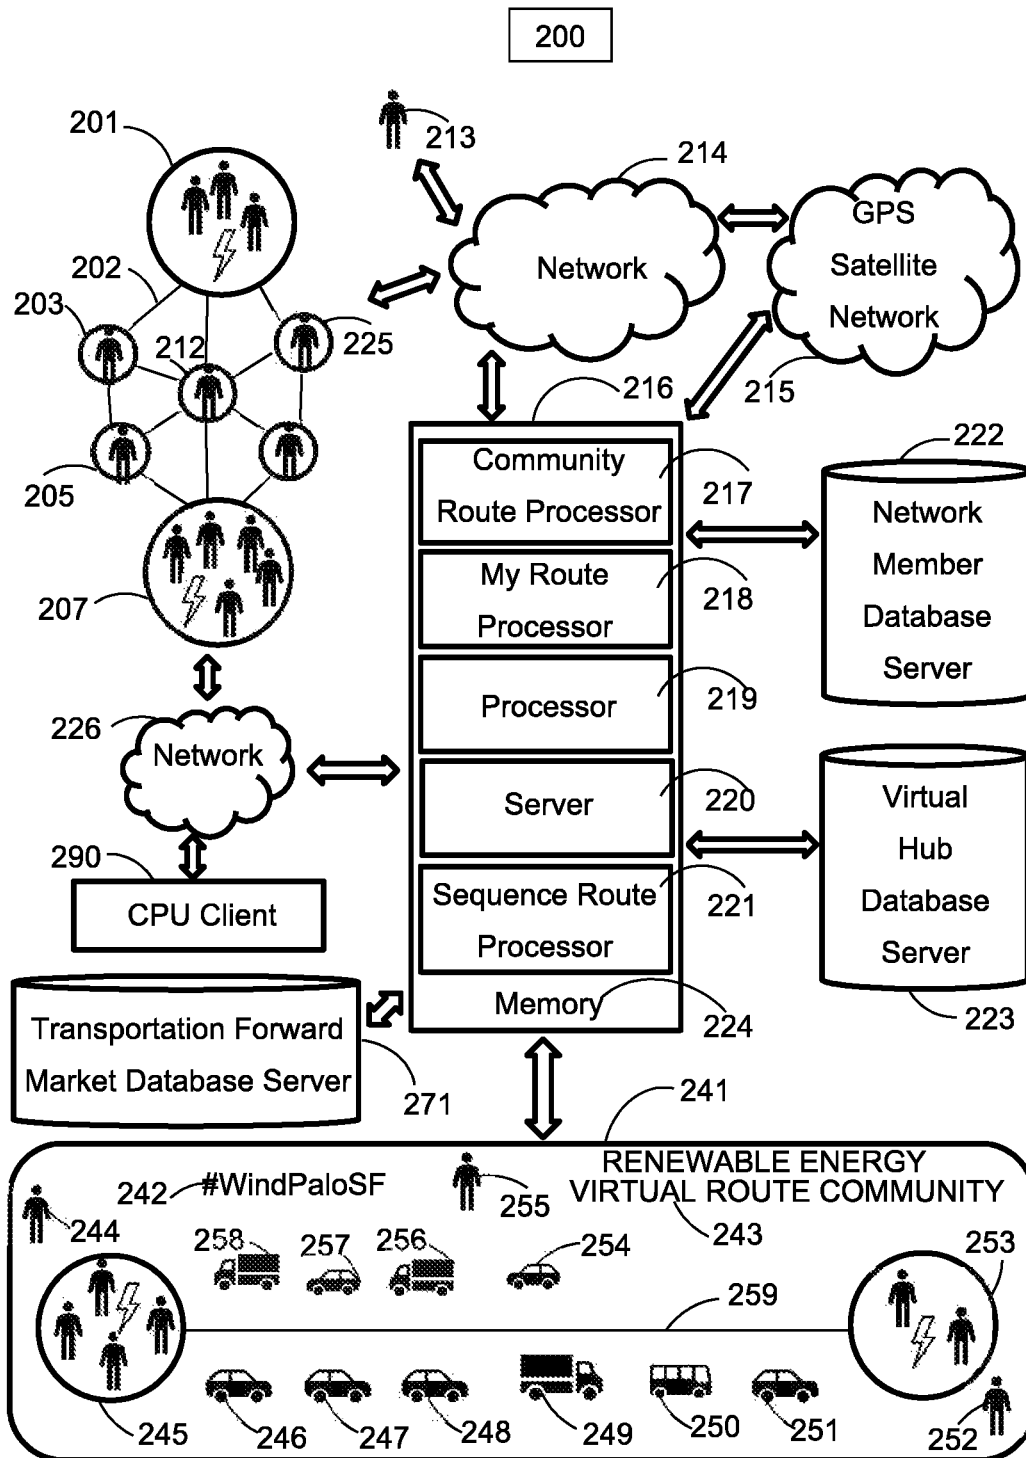 200
201
213
214
GPS
Satellite
Network
Network
202
203
212
225
216
215
205
222
Community
Route Processor
217
Network
Member
Database
Server
My Route
Processor
218
207
Processor
219
226
Network
Server
220
Virtual
Hub
Database
Server
290
CPU Client
Sequence Route
Processor
221
Memory
224
223
Transportation Forward
Market Database Server
271
241
242
#WindPaloSF
255
RENEWABLE ENERGY
VIRTUAL ROUTE COMMUNITY
244
243
258
257
256
254
253
259
245
246
247
248
249
250
251
252